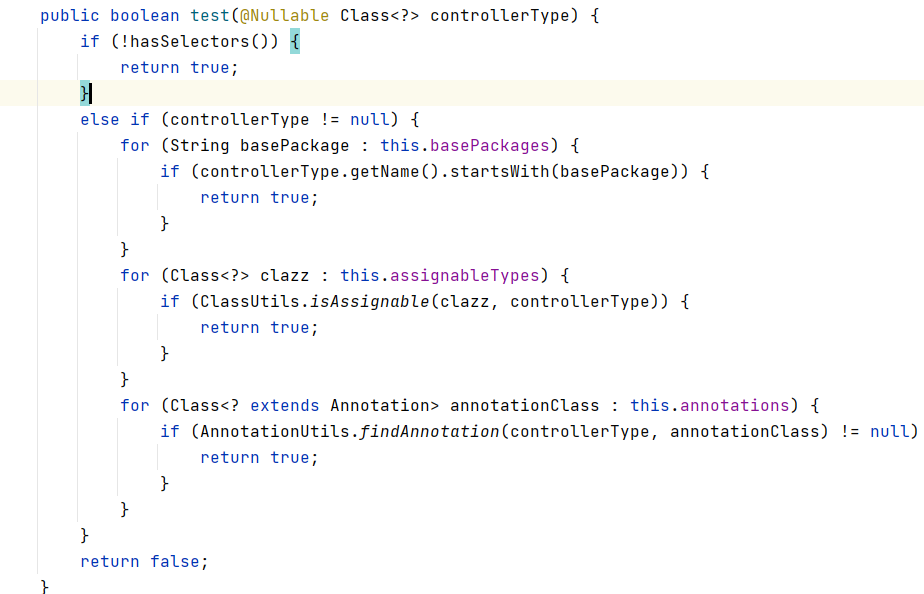 public boolean test(@Nullable Class<?> controllerType) {
    if (!hasSelectors()) {
        return true;
    }
    else if (controllerType != null) {
        for (String basePackage : this.basePackages) {
            if (controllerType.getName().startsWith(basePackage)) {
                return true;
            }
        }
        for (Class<?> clazz : this.assignableTypes) {
            if (ClassUtils.isAssignable(clazz, controllerType)) {
                return true;
            }
        }
        for (Class<? extends Annotation> annotationClass : this.annotations) {
            if (AnnotationUtils.findAnnotation(controllerType, annotationClass) != null)
                return true;
            }
        }
    }
    return false;
}